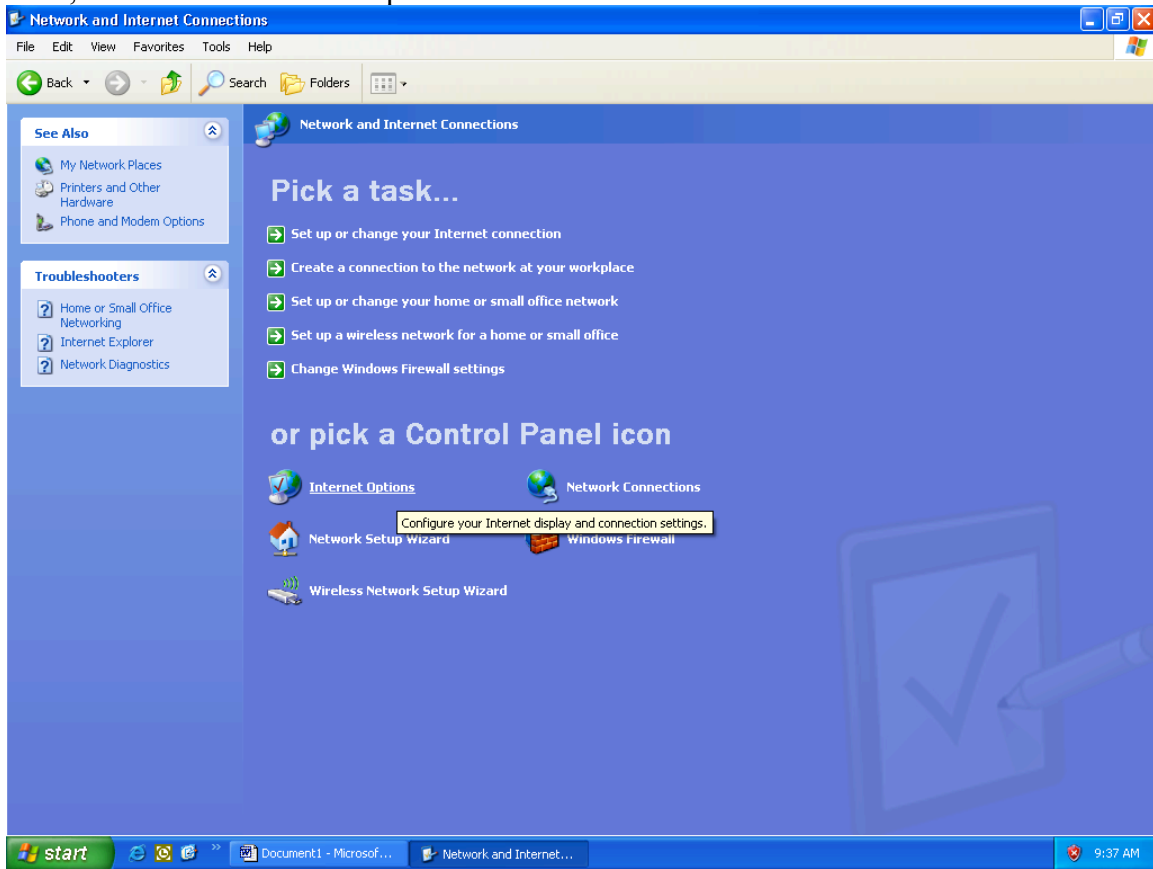 Network and Internet Connections
File Edit View Favorites Tools Help
Back Search Folders
See Also
My Network Places
Printers and Other
Hardware
Phone and Modem Options
Troubleshooters
Home or Small Office
Networking
Internet Explorer
Network Diagnostics
Network and Internet Connections
Pick a task...
Set up or change your Internet connection
Create a connection to the network at your workplace
Set up or change your home or small office network
Set up a wireless network for a home or small office
Change Windows Firewall settings
or pick a Control Panel icon
Internet Options Network Connections
Configure your Internet display and connection settings.
Network Setup Wizard Windows Firewall
Wireless Network Setup Wizard
start Document1 - Microsof... Network and Internet... 9:37 AM